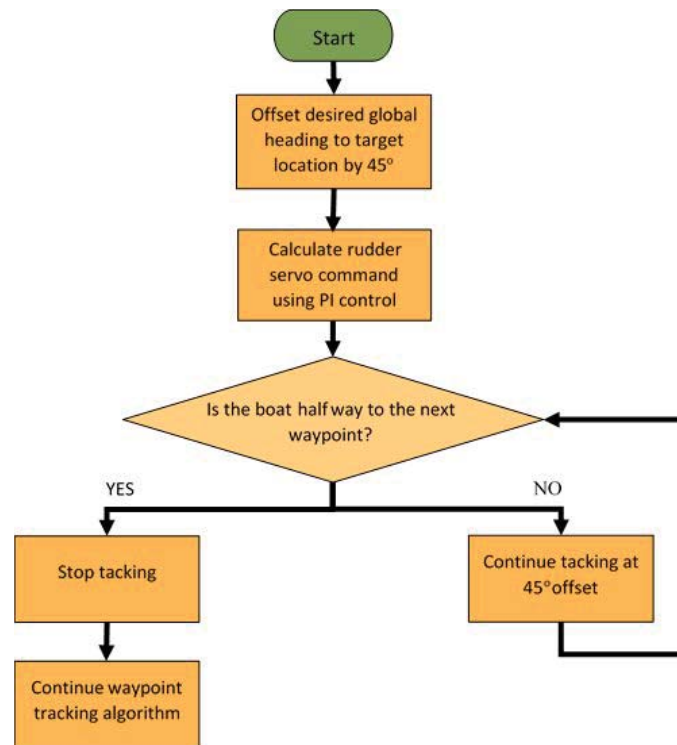 Start
Offset desired global
heading to target
location by 45°
Calculate rudder
servo command
using PI control
Is the boat half way to the next
waypoint?
YES
NO
Stop tacking
Continue tacking at
45° offset
Continue waypoint
tracking algorithm